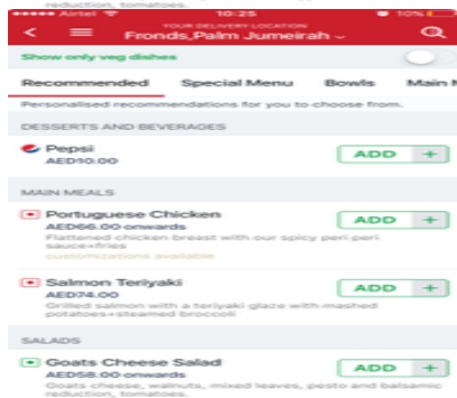 reduction, tomatoes.
Airtel 10:25 10%
YOUR DELIVERY LOCATION
Fronds,Palm Jumeirah
Show only veg dishes
Recommended Special Menu Bowls Main M
Personalised recommendations for you to choose from.
DESSERTS AND BEVERAGES
Pepsi
AED10.00
ADD +
MAIN MEALS
Portuguese Chicken
AED66.00 onwards
ADD +
Flattened chicken breast with our spicy peri-peri
sauce+fries
customizations available
Salmon Teriyaki
AED74.00
ADD +
Grilled salmon with a teriyaki glaze with mashed
potatoes+steamed broccoli
SALADS
Goats Cheese Salad
AED58.00 onwards
ADD +
Goats cheese, walnuts, mixed leaves, pesto and balsamic
reduction, tomatoes.